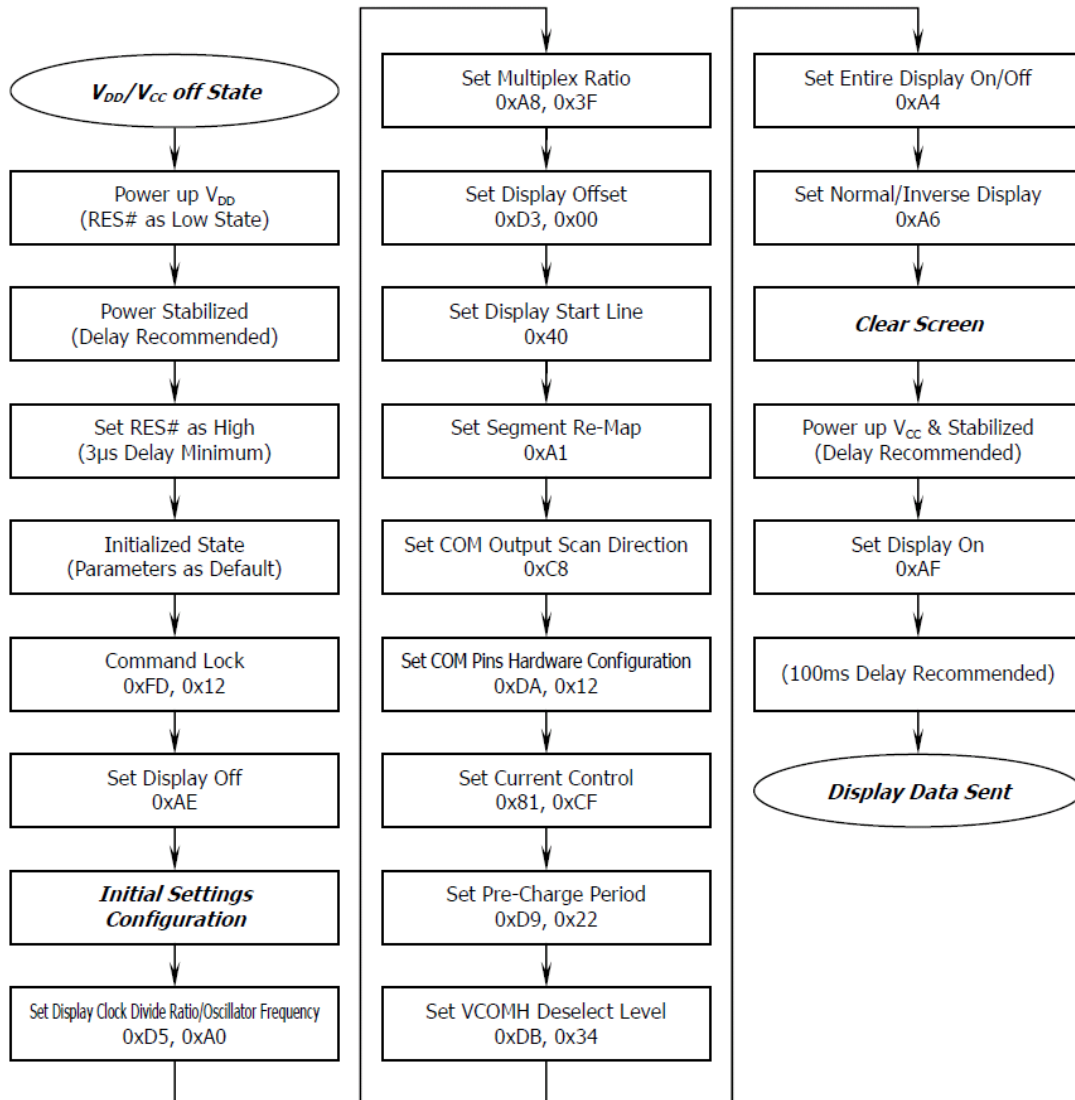 V_DD/V_CC off State
Power up V_DD
(RES# as Low State)
Power Stabilized
(Delay Recommended)
Set RES# as High
(3µs Delay Minimum)
Initialized State
(Parameters as Default)
Command Lock
0xFD, 0x12
Set Display Off
0xAE
Initial Settings
Configuration
Set Display Clock Divide Ratio/Oscillator Frequency
0xD5, 0xA0
Set Multiplex Ratio
0xA8, 0x3F
Set Display Offset
0xD3, 0x00
Set Display Start Line
0x40
Set Segment Re-Map
0xA1
Set COM Output Scan Direction
0xC8
Set COM Pins Hardware Configuration
0xDA, 0x12
Set Current Control
0x81, 0xCF
Set Pre-Charge Period
0xD9, 0x22
Set VCOMH Deselect Level
0xDB, 0x34
Set Entire Display On/Off
0xA4
Set Normal/Inverse Display
0xA6
Clear Screen
Power up V_CC & Stabilized
(Delay Recommended)
Set Display On
0xAF
(100ms Delay Recommended)
Display Data Sent